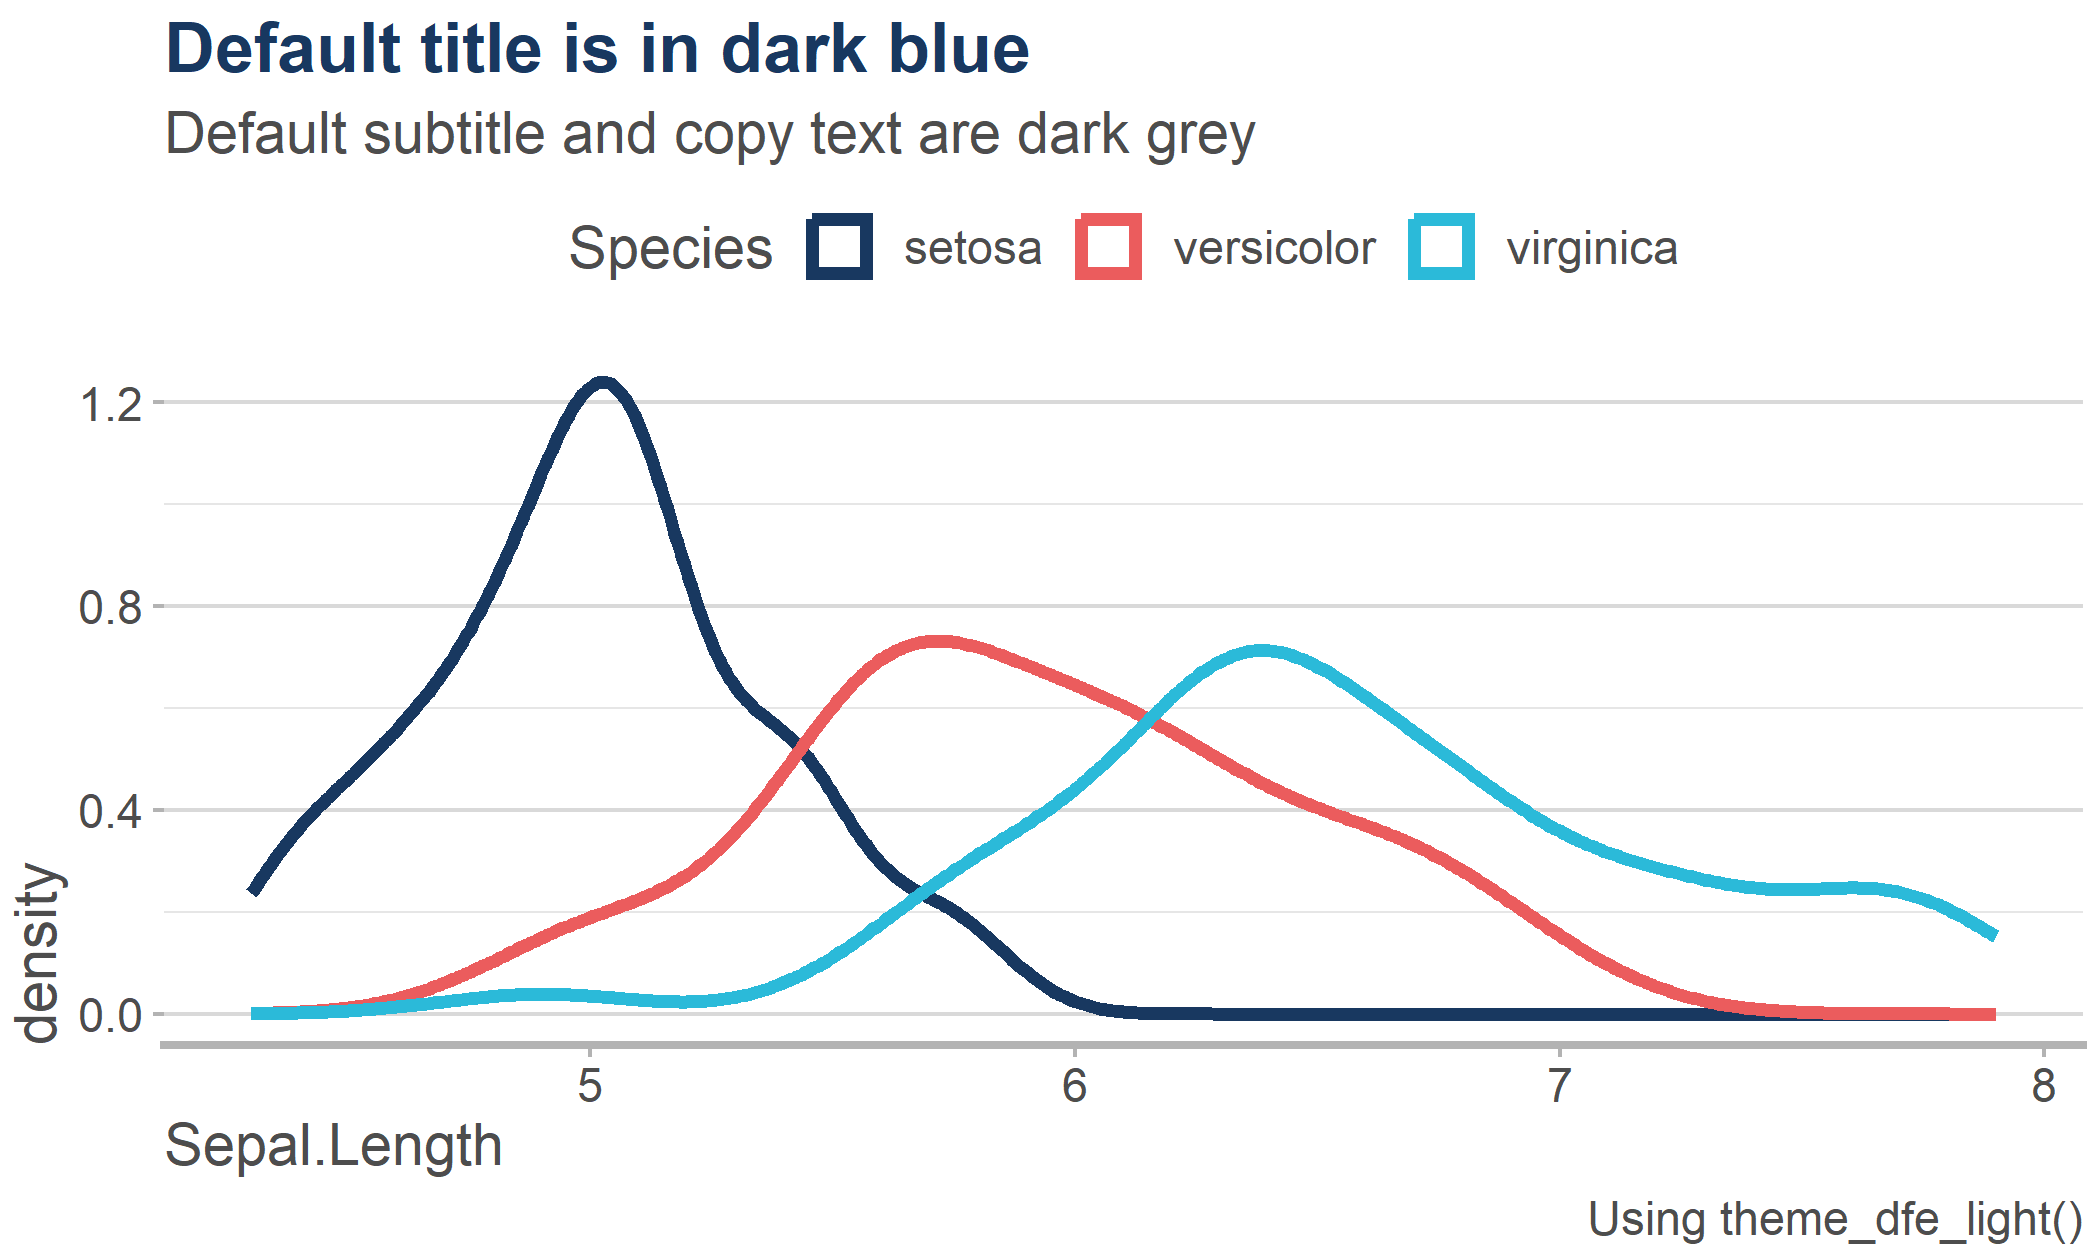 Default title is in dark blue
Default subtitle and copy text are dark grey
Species setosa versicolor virginica
1.2
0.8
0.4
0.0
density
5 6 7 8
Sepal.Length
Using theme_dfe_light()